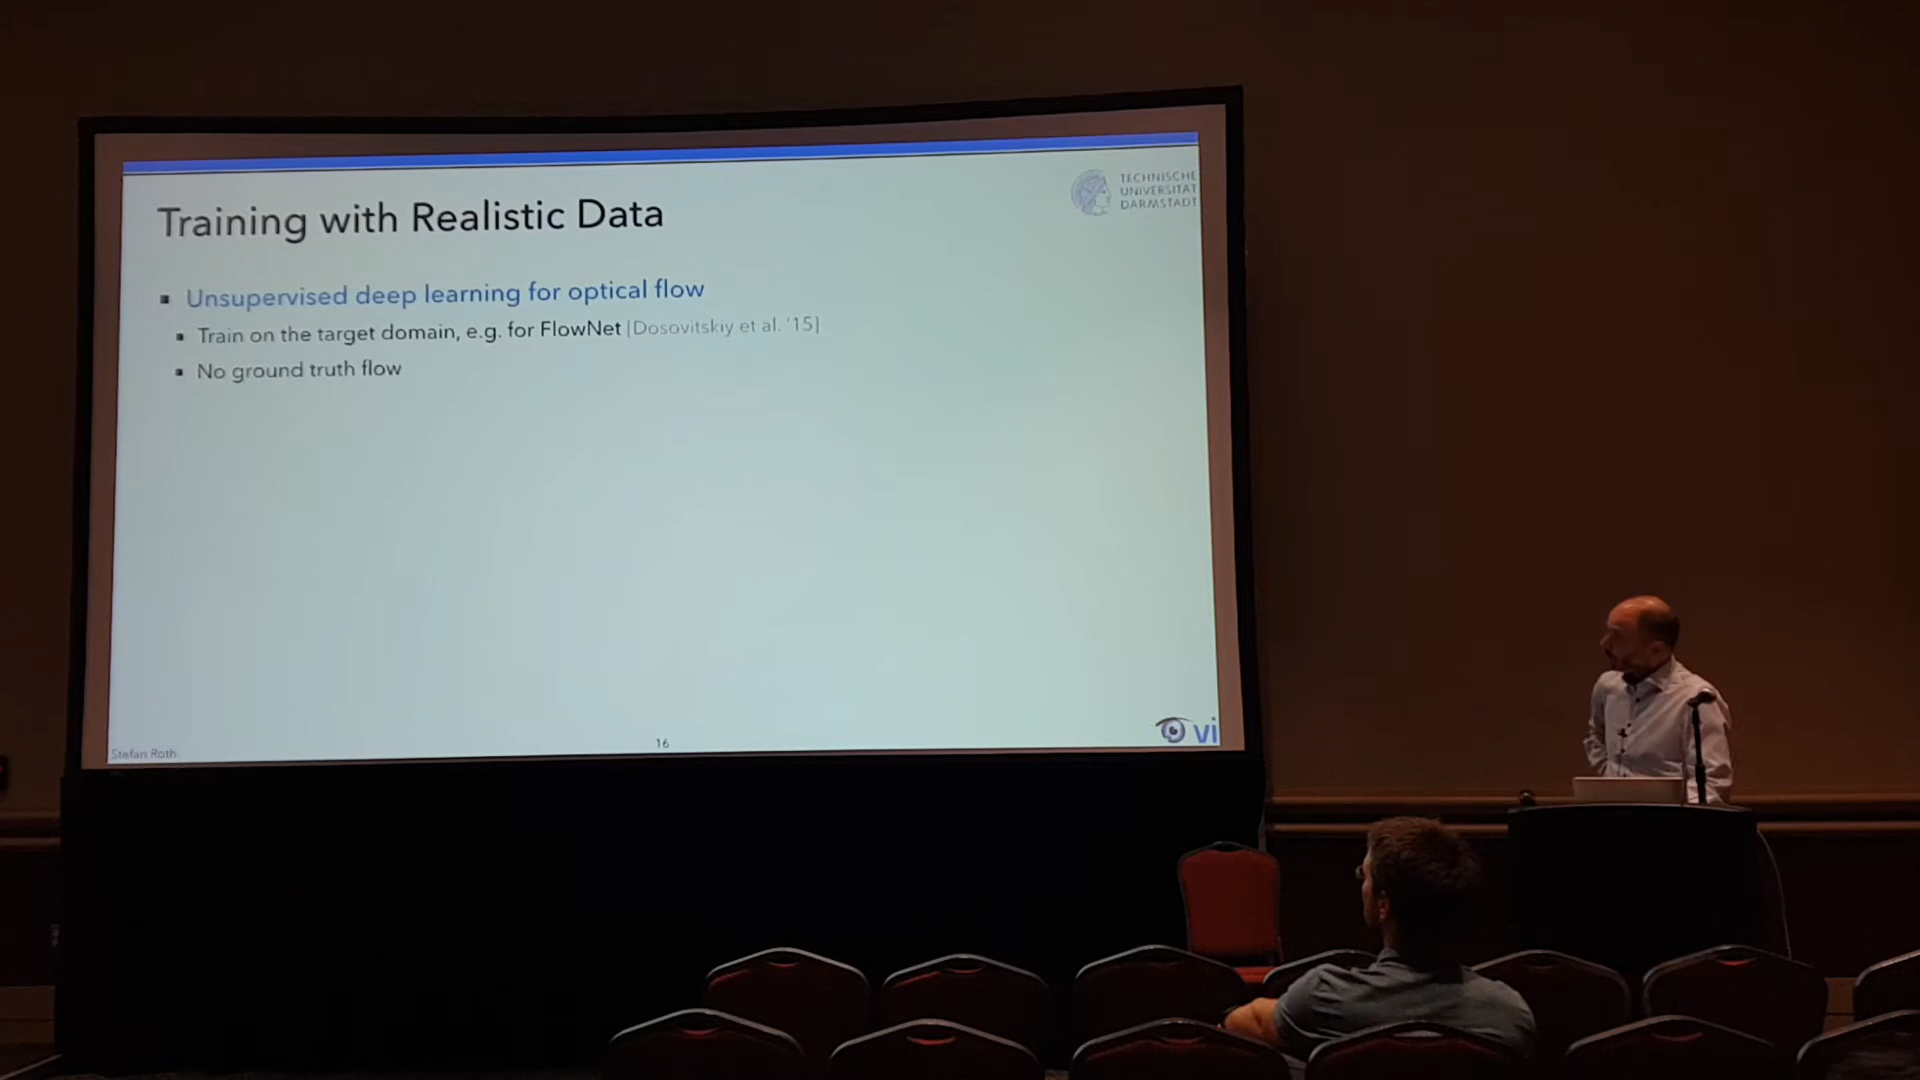 Training with Realistic Data
TECHNISCHE
UNIVERSITÄT
DARMSTADT
Unsupervised deep learning for optical flow
Train on the target domain, e.g. for FlowNet [Dosovitskiy et al. '15]
No ground truth flow
Stefan Roth
16
vi